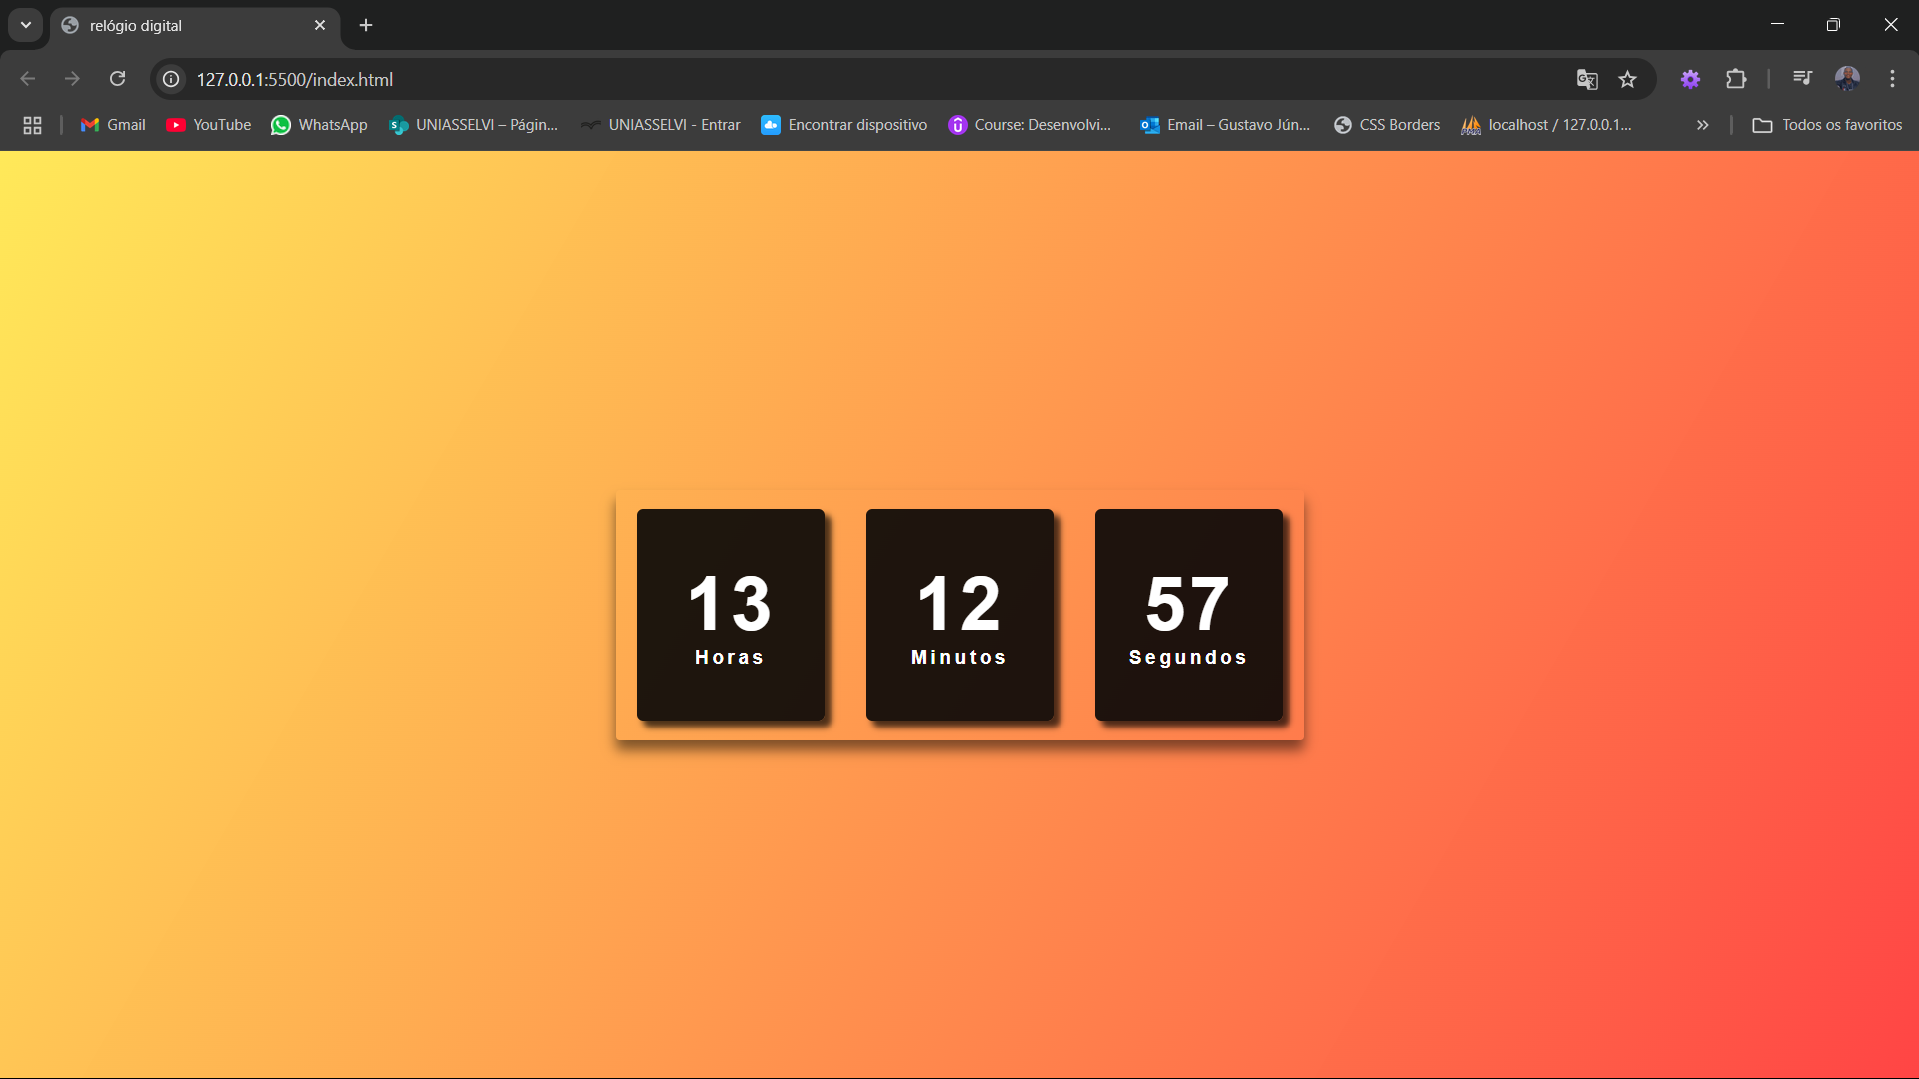 relógio digital
127.0.0.1:5500/index.html
Gmail YouTube WhatsApp UNIASSELVI – Págin... UNIASSELVI - Entrar Encontrar dispositivo Course: Desenvolvi... Email – Gustavo Jún... CSS Borders localhost / 127.0.0.1... Todos os favoritos
13 12 57
Horas Minutos Segundos